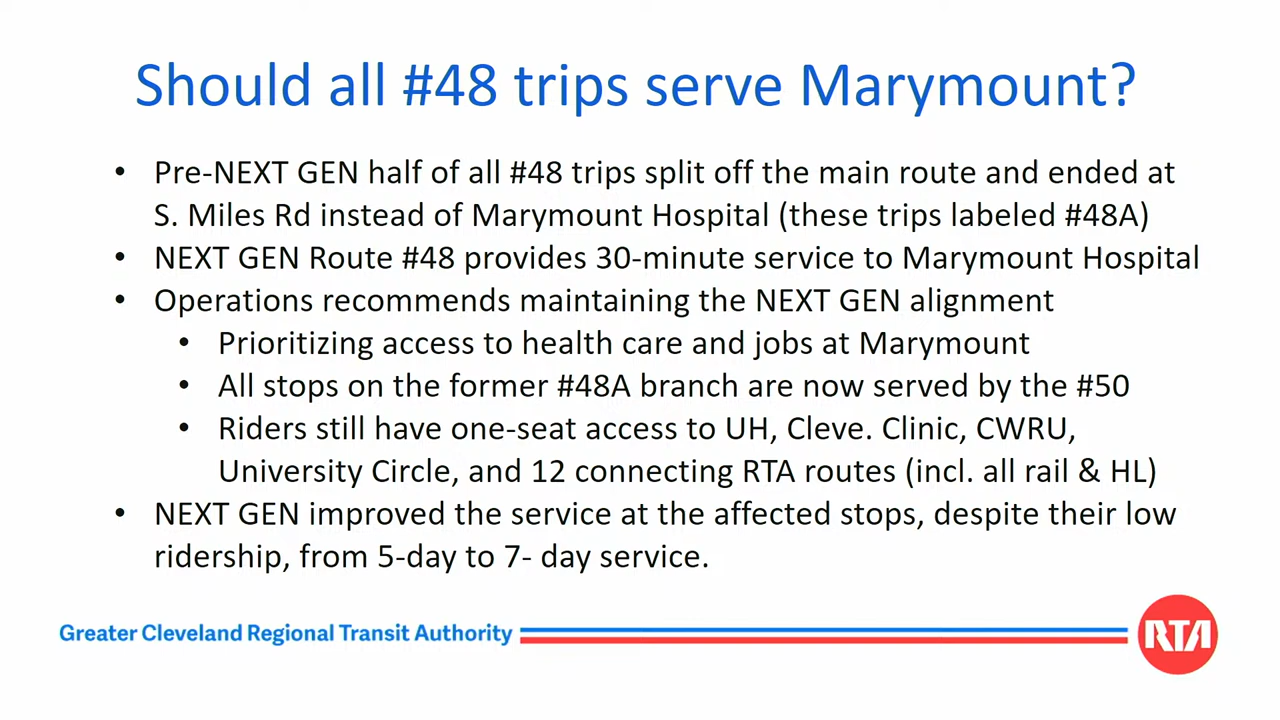 Should all #48 trips serve Marymount?
• Pre-NEXT GEN half of all #48 trips split off the main route and ended at
S. Miles Rd instead of Marymount Hospital (these trips labeled #48A)
• NEXT GEN Route #48 provides 30-minute service to Marymount Hospital
• Operations recommends maintaining the NEXT GEN alignment
• Prioritizing access to health care and jobs at Marymount
• All stops on the former #48A branch are now served by the #50
• Riders still have one-seat access to UH, Cleve. Clinic, CWRU,
University Circle, and 12 connecting RTA routes (incl. all rail & HL)
• NEXT GEN improved the service at the affected stops, despite their low
ridership, from 5-day to 7- day service.
Greater Cleveland Regional Transit Authority
RTA